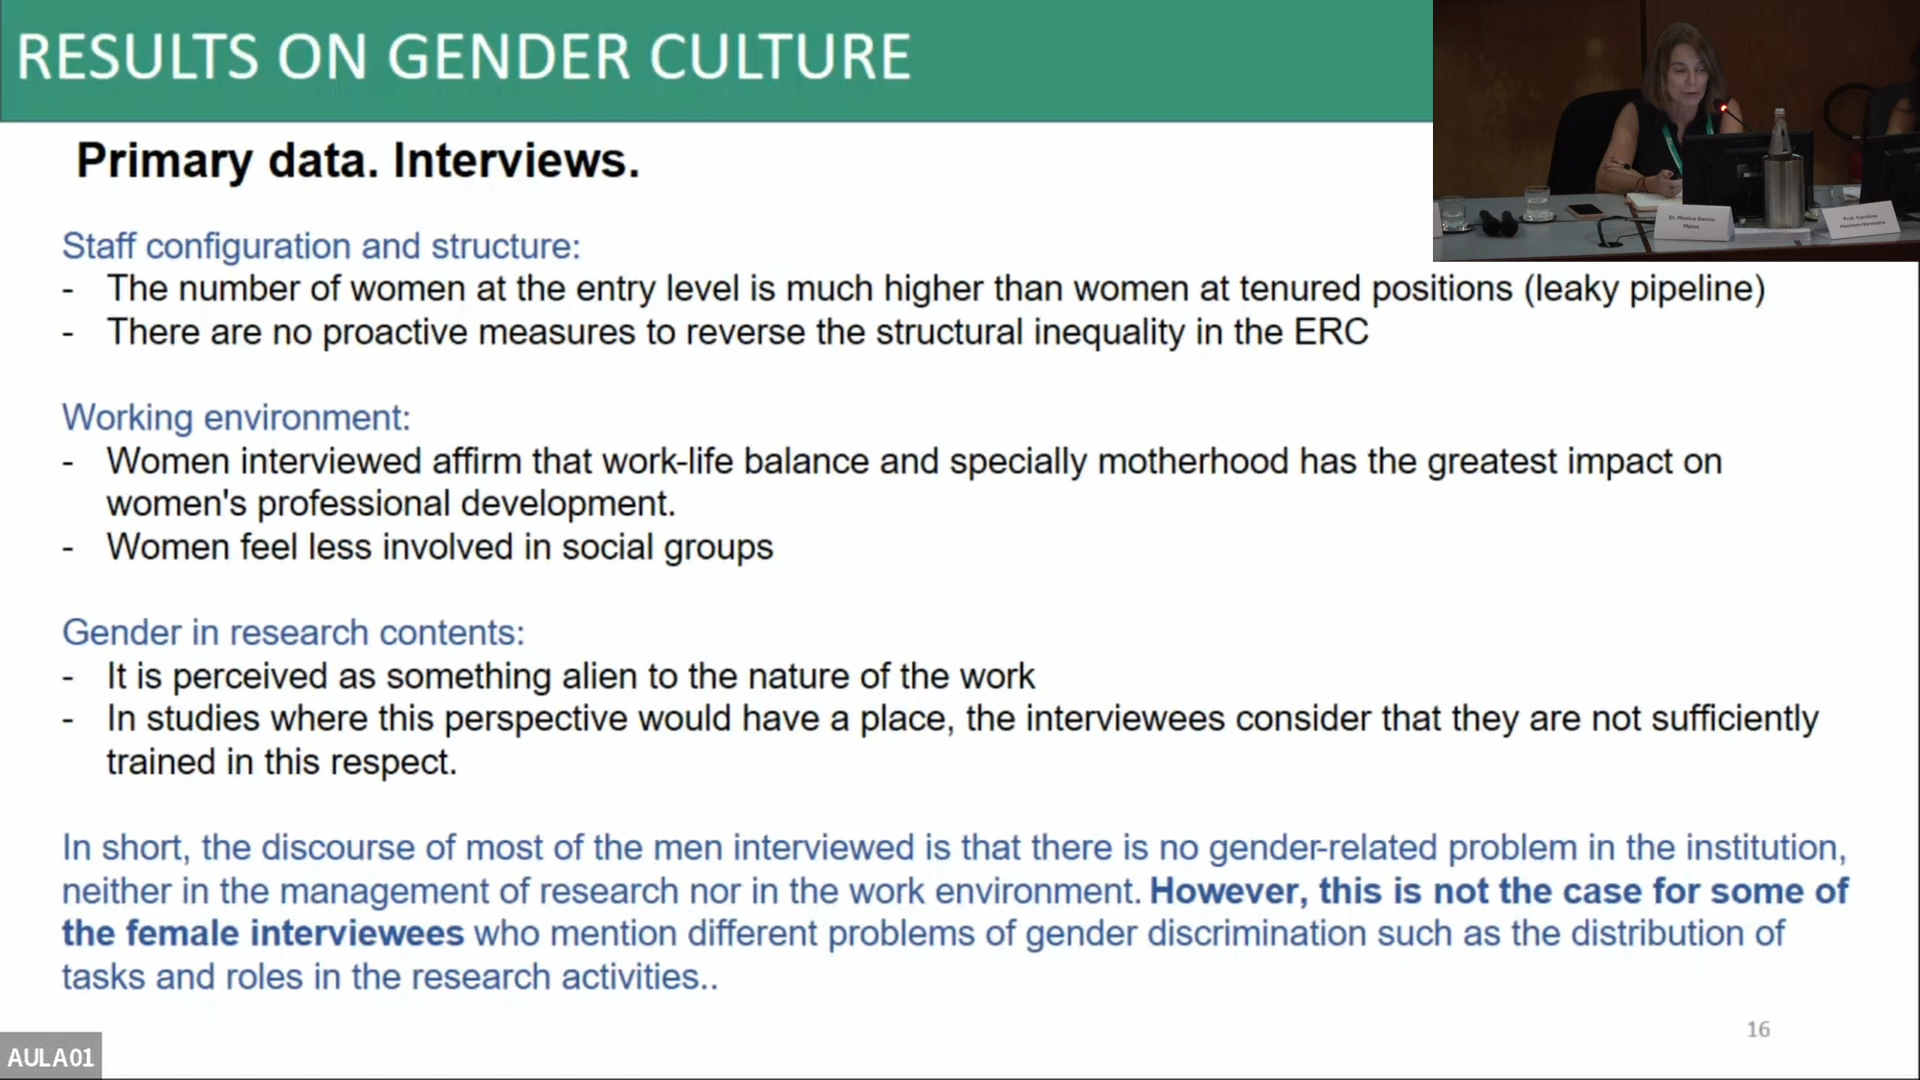 RESULTS ON GENDER CULTURE
Primary data. Interviews.
Staff configuration and structure:
- The number of women at the entry level is much higher than women at tenured positions (leaky pipeline)
- There are no proactive measures to reverse the structural inequality in the ERC
Working environment:
- Women interviewed affirm that work-life balance and specially motherhood has the greatest impact on
women's professional development.
- Women feel less involved in social groups
Gender in research contents:
- It is perceived as something alien to the nature of the work
- In studies where this perspective would have a place, the interviewees consider that they are not sufficiently
trained in this respect.
In short, the discourse of most of the men interviewed is that there is no gender-related problem in the institution,
neither in the management of research nor in the work environment. However, this is not the case for some of
the female interviewees who mention different problems of gender discrimination such as the distribution of
tasks and roles in the research activities..
16
AULA01
Dr. Monica Garcia-
Melon
Prof. Carolina